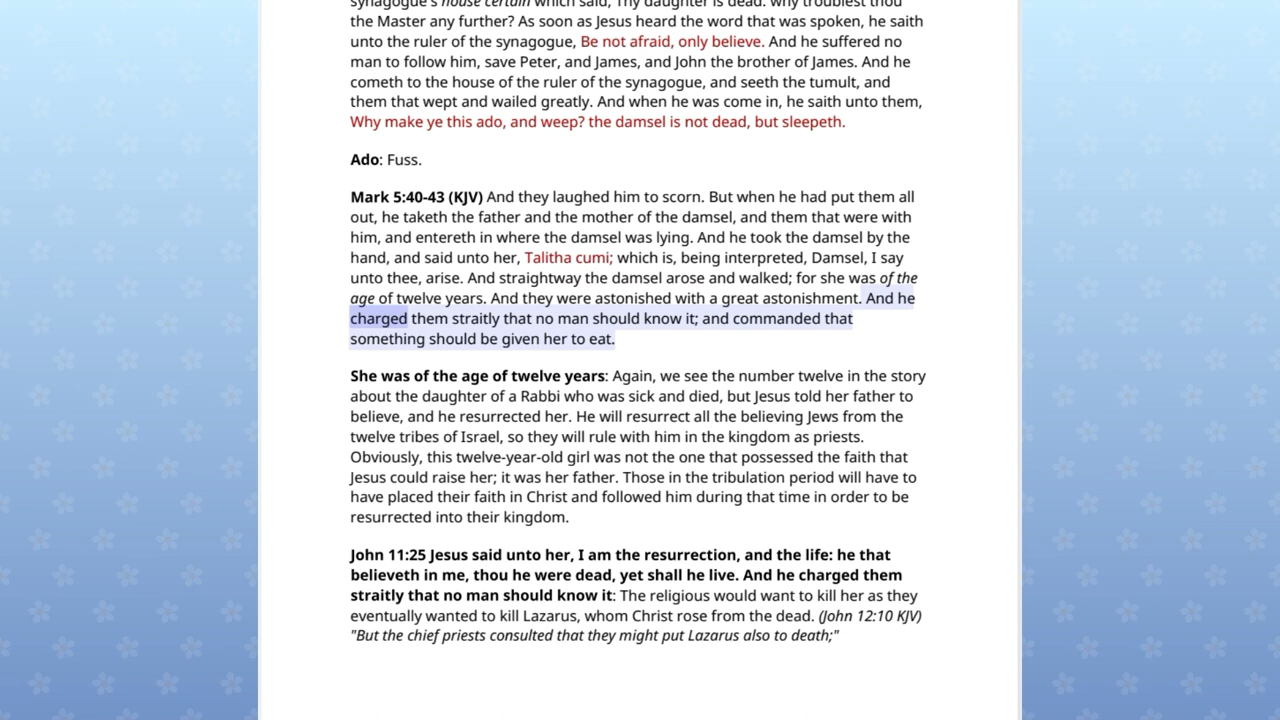 synagogue's house certain which said, Thy daughter is dead: why troublest thou
the Master any further? As soon as Jesus heard the word that was spoken, he saith
unto the ruler of the synagogue, Be not afraid, only believe. And he suffered no
man to follow him, save Peter, and James, and John the brother of James. And he
cometh to the house of the ruler of the synagogue, and seeth the tumult, and
them that wept and wailed greatly. And when he was come in, he saith unto them,
Why make ye this ado, and weep? the damsel is not dead, but sleepeth.
Ado: Fuss.
Mark 5:40-43 (KJV) And they laughed him to scorn. But when he had put them all
out, he taketh the father and the mother of the damsel, and them that were with
him, and entereth in where the damsel was lying. And he took the damsel by the
hand, and said unto her, Talitha cumi; which is, being interpreted, Damsel, I say
unto thee, arise. And straightway the damsel arose and walked; for she was of the
age of twelve years. And they were astonished with a great astonishment. And he
charged them straitly that no man should know it; and commanded that
something should be given her to eat.
She was of the age of twelve years: Again, we see the number twelve in the story
about the daughter of a Rabbi who was sick and died, but Jesus told her father to
believe, and he resurrected her. He will resurrect all the believing Jews from the
twelve tribes of Israel, so they will rule with him in the kingdom as priests.
Obviously, this twelve-year-old girl was not the one that possessed the faith that
Jesus could raise her; it was her father. Those in the tribulation period will have to
have placed their faith in Christ and followed him during that time in order to be
resurrected into their kingdom.
John 11:25 Jesus said unto her, I am the resurrection, and the life: he that
believeth in me, thou he were dead, yet shall he live. And he charged them
straitly that no man should know it: The religious would want to kill her as they
eventually wanted to kill Lazarus, whom Christ rose from the dead. (John 12:10 KJV)
"But the chief priests consulted that they might put Lazarus also to death;"